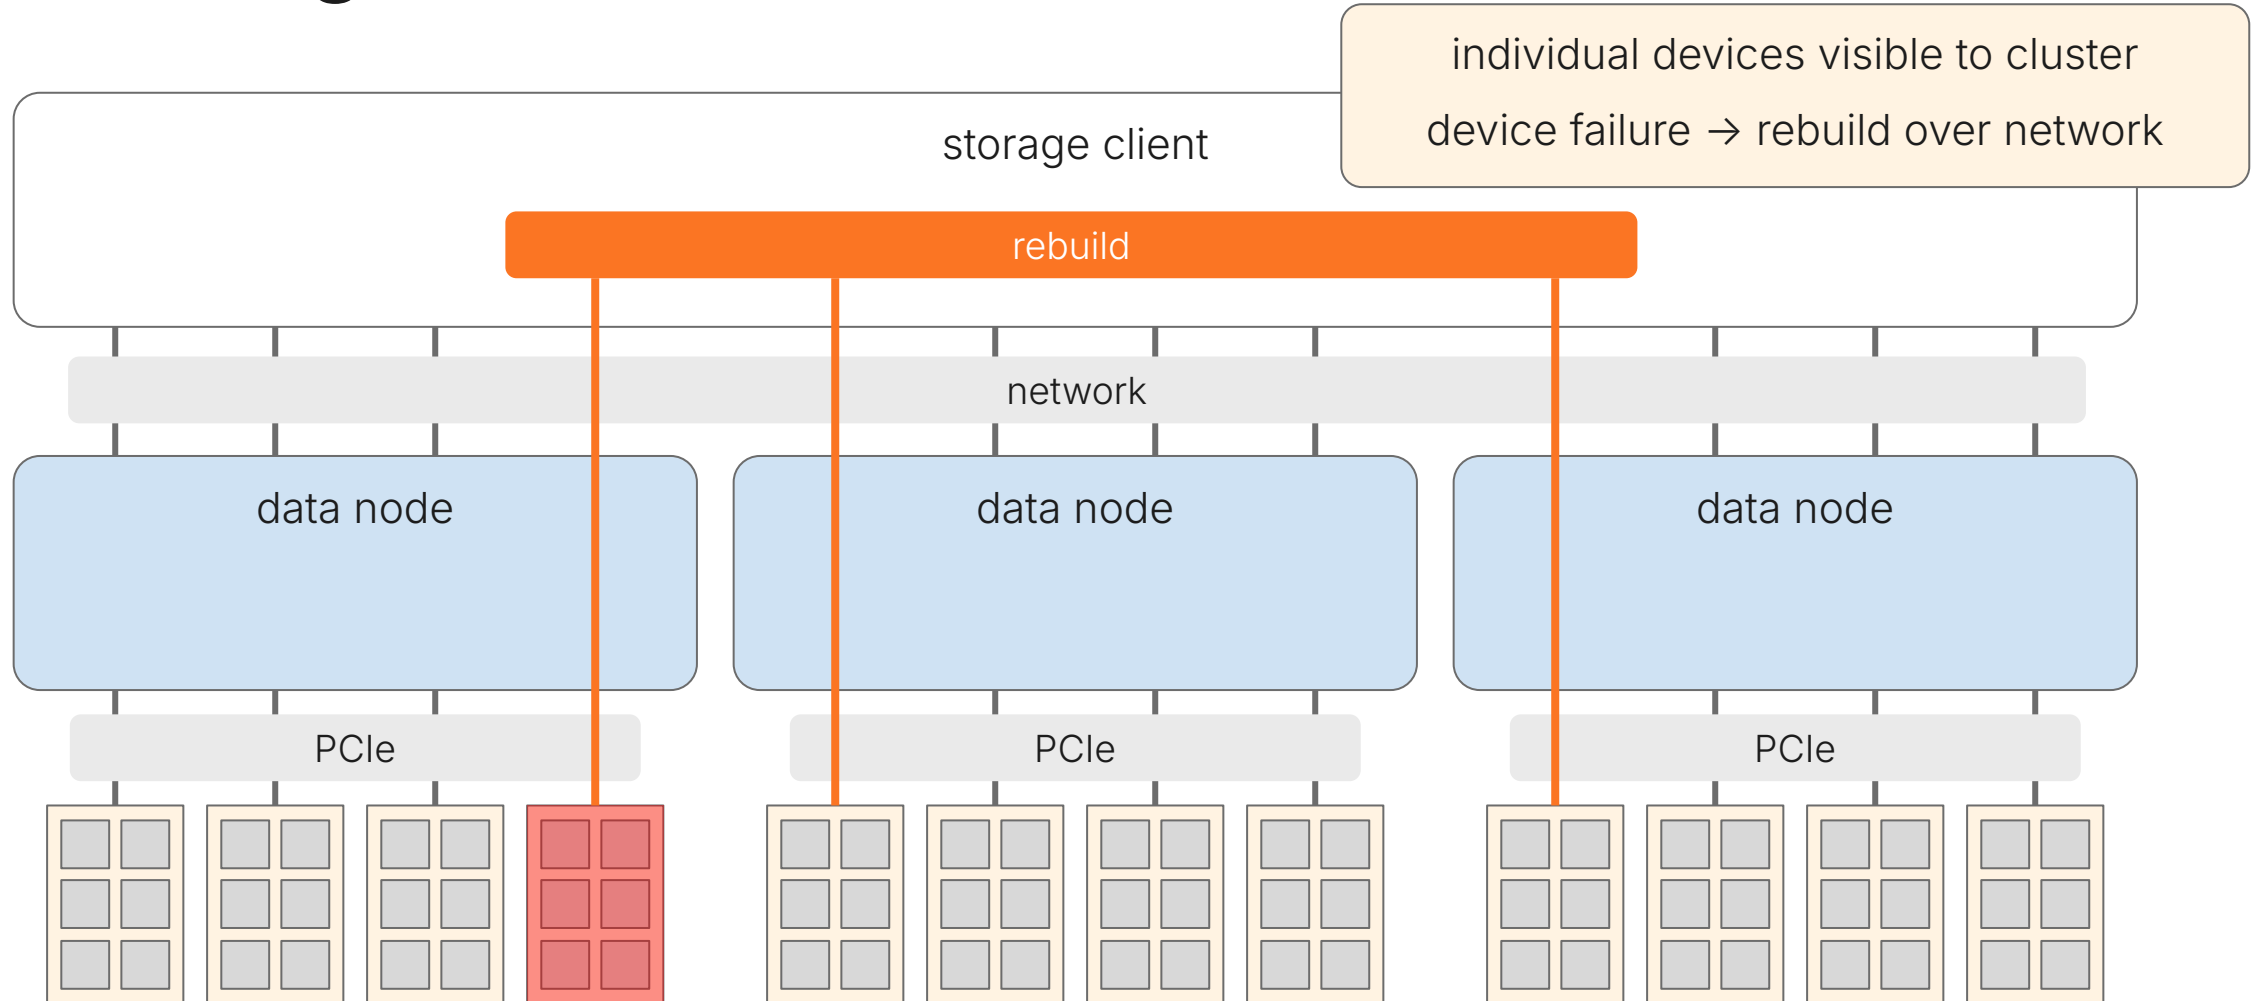 individual devices visible to cluster
device failure → rebuild over network
storage client
rebuild
network
data node
data node
data node
PCIe
PCIe
PCIe